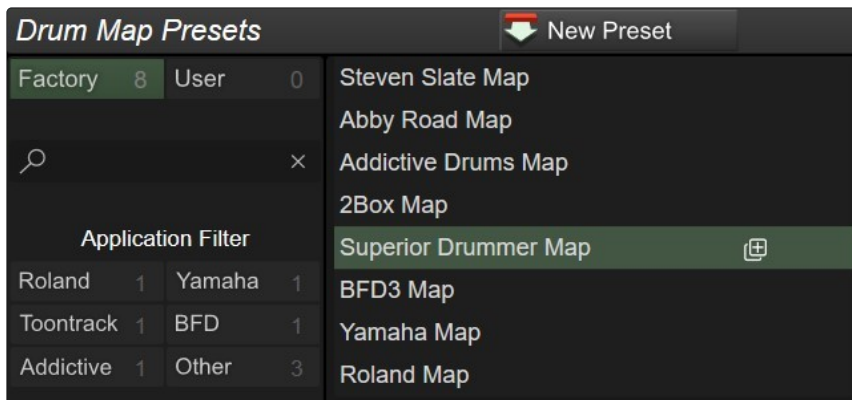 Drum Map Presets
New Preset
Factory 8 User 0
Application Filter
Roland 1 Yamaha 1
Toontrack 1 BFD 1
Addictive 1 Other 3
Steven Slate Map
Abby Road Map
Addictive Drums Map
2Box Map
Superior Drummer Map
BFD3 Map
Yamaha Map
Roland Map